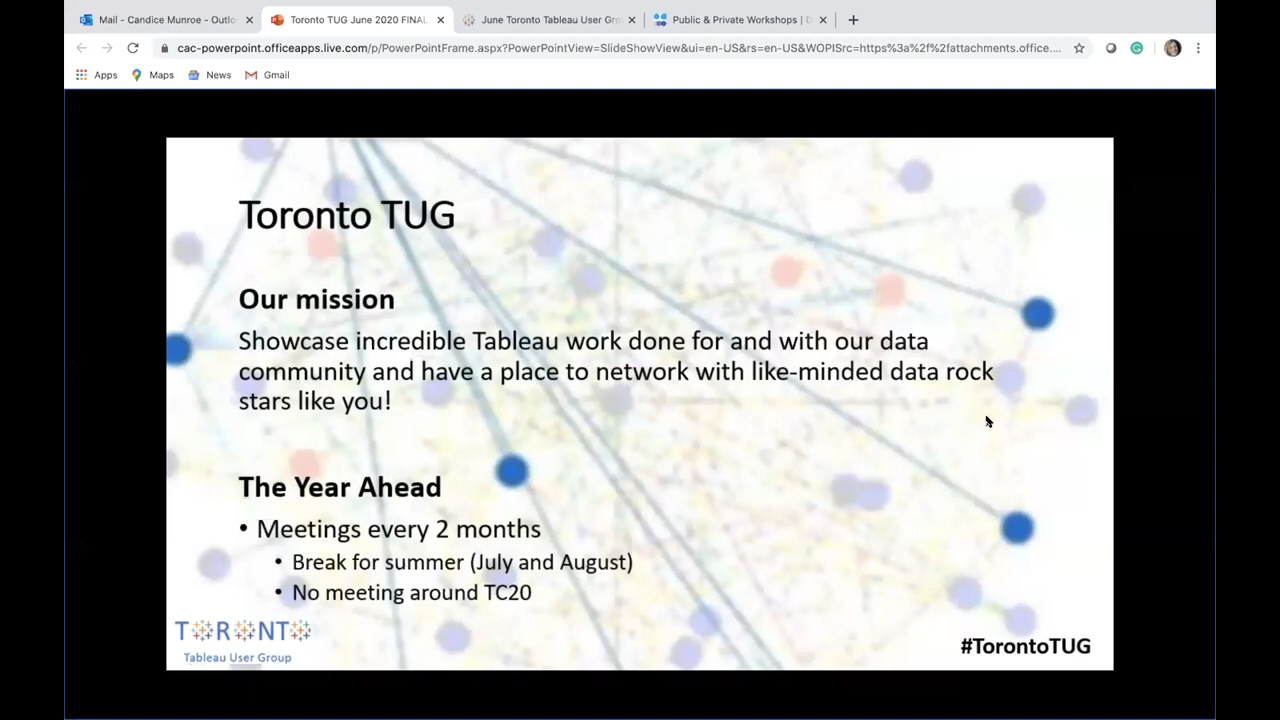 Mail - Candice Munroe - Outlo
Toronto TUG June 2020 FINAL
June Toronto Tableau User Gro
Public & Private Workshops | D
cac-powerpoint.officeapps.live.com/p/PowerPointFrame.aspx?PowerPointView=SlideShowView&ui=en-US&rs=en-US&WOPISrc=https%3a%2f%2fattachments.office....
Apps Maps News Gmail
Toronto TUG
Our mission
Showcase incredible Tableau work done for and with our data
community and have a place to network with like-minded data rock
stars like you!
The Year Ahead
• Meetings every 2 months
• Break for summer (July and August)
• No meeting around TC20
TORONTO
Tableau User Group
#TorontoTUG